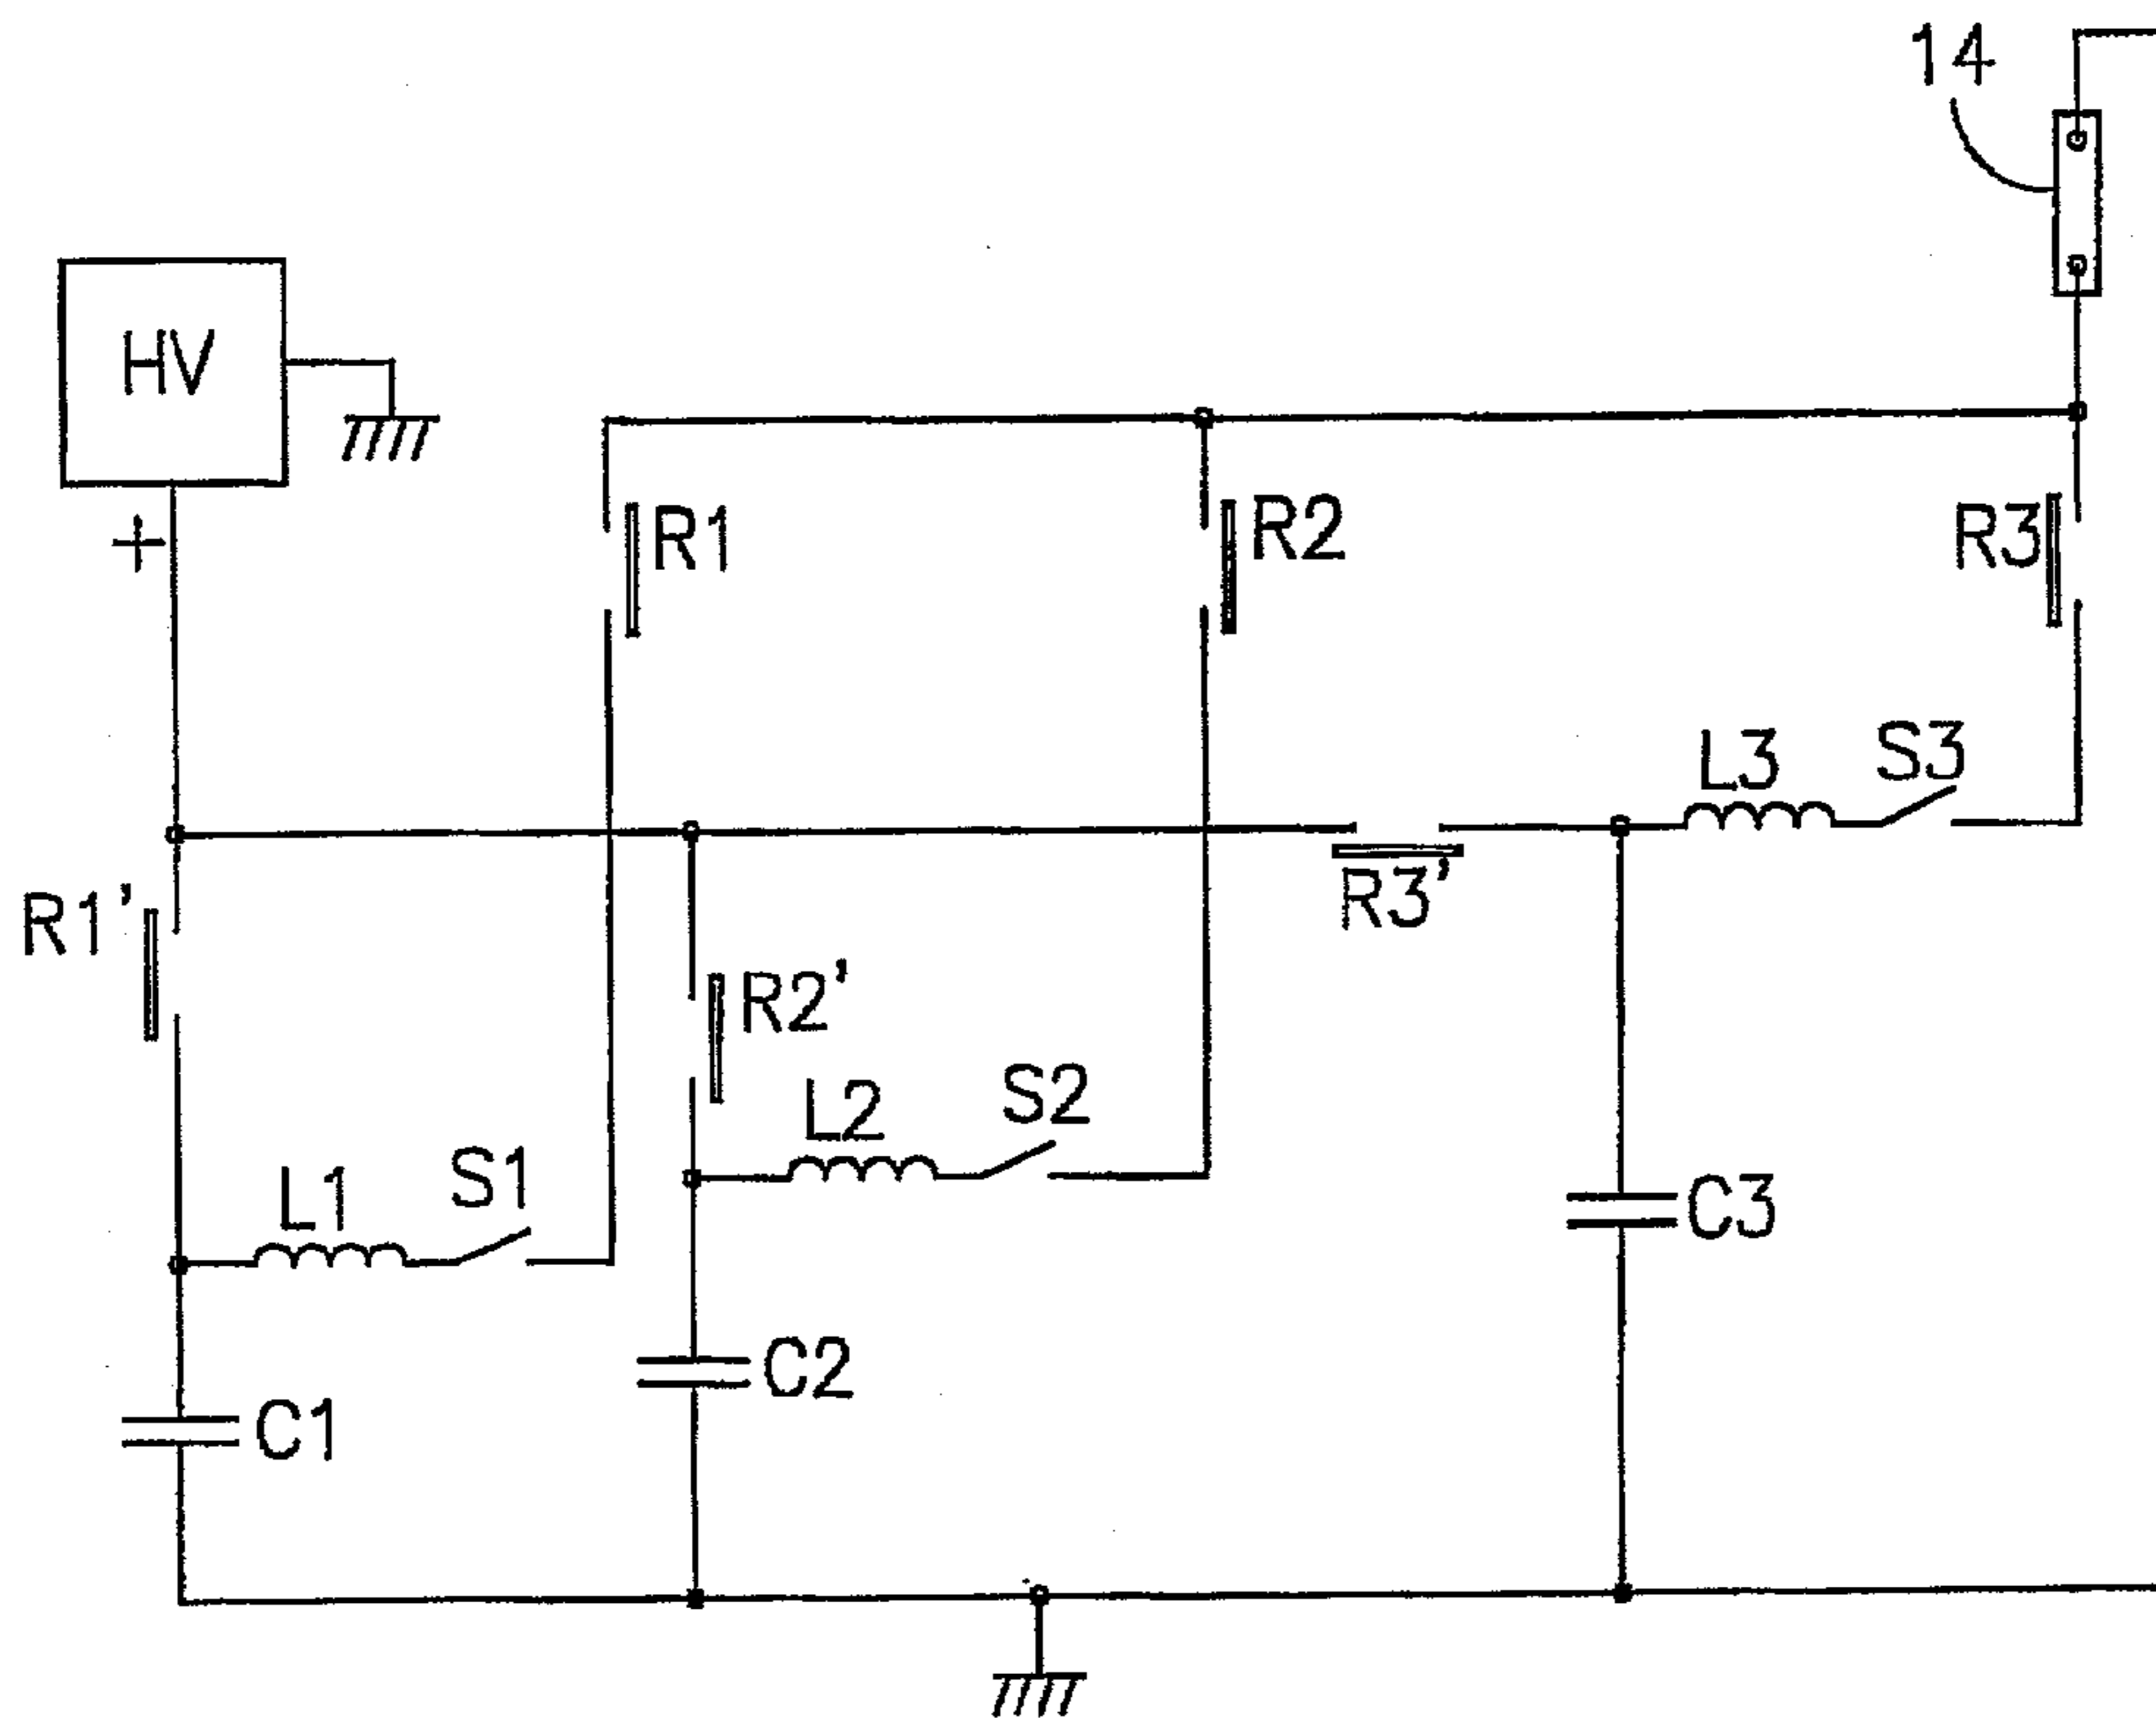 14
HV
+
R1
R2
R3
L3
S3
R1'
R3'
R2'
L2
S2
L1
S1
C3
C2
C1